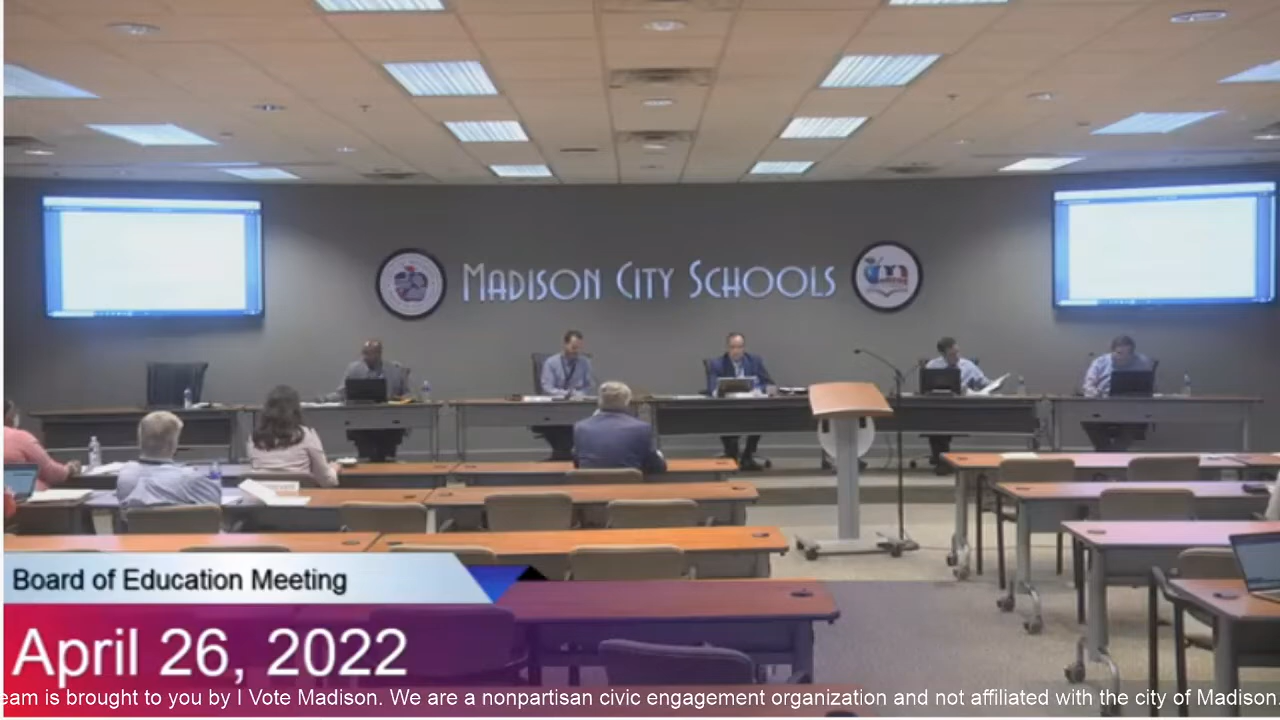 MADISON CITY SCHOOLS
Board of Education Meeting
April 26, 2022
eam is brought to you by I Vote Madison. We are a nonpartisan civic engagement organization and not affiliated with the city of Madison.